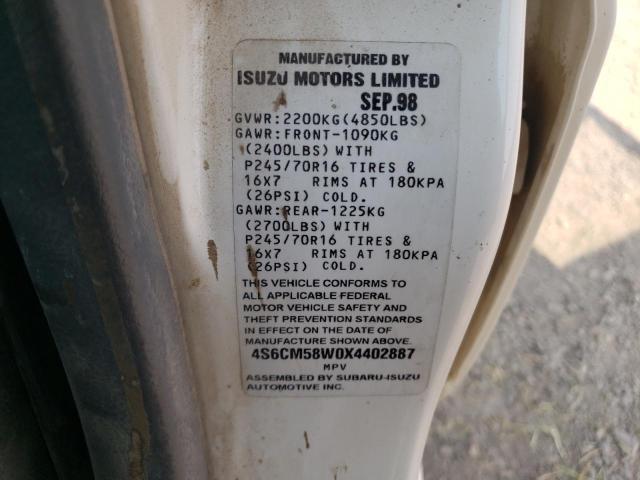 MANUFACTURED BY
ISUZU MOTORS LIMITED
SEP.98
GVWR:2200KG(4850LBS)
GAWR:FRONT-1090KG
(2400LBS) WITH
P245/70R16 TIRES &
16X7 RIMS AT 180KPA
(26PSI) COLD.
GAWR:REAR-1225KG
(2700LBS) WITH
P245/70R16 TIRES &
16X7 RIMS AT 180KPA
(26PSI) COLD.
THIS VEHICLE CONFORMS TO
ALL APPLICABLE FEDERAL
MOTOR VEHICLE SAFETY AND
THEFT PREVENTION STANDARDS
IN EFFECT ON THE DATE OF
MANUFACTURE SHOWN ABOVE.
4S6CM58W0X4402887
MPV
ASSEMBLED BY SUBARU-ISUZU
AUTOMOTIVE INC.